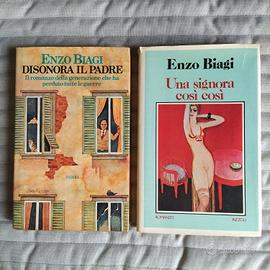 ENZO BIAGI
DISONORA IL PADRE
Il romanzo della generazione che ha
perduto tutte le guerre
Enzo Biagi
Una signora
così così
ROMANZO
RIZZOLI